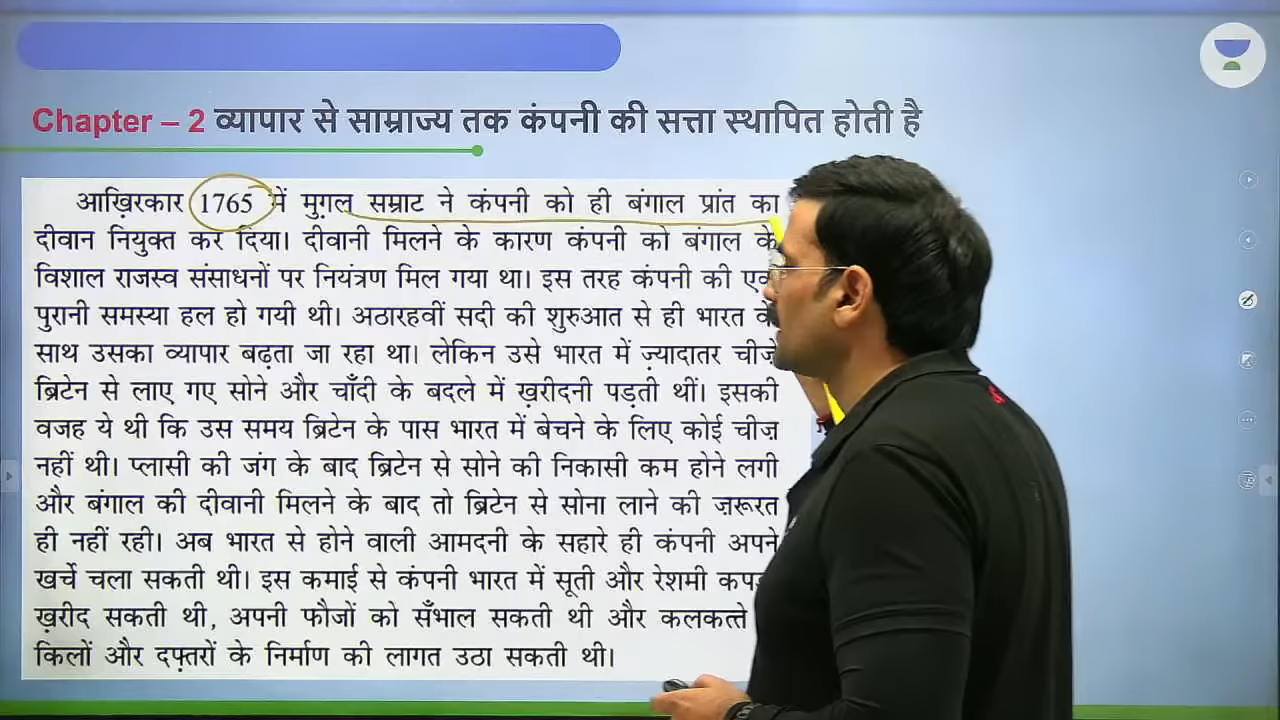 Chapter – 2 व्यापार से साम्राज्य तक कंपनी की सत्ता स्थापित होती है
आख़िरकार 1765 में मुग़ल सम्राट ने कंपनी को ही बंगाल प्रांत का
दीवान नियुक्त कर दिया। दीवानी मिलने के कारण कंपनी को बंगाल के
विशाल राजस्व संसाधनों पर नियंत्रण मिल गया था। इस तरह कंपनी की एक
पुरानी समस्या हल हो गयी थी। अठारहवीं सदी की शुरुआत से ही भारत के
साथ उसका व्यापार बढ़ता जा रहा था। लेकिन उसे भारत में ज़्यादातर चीज़ें
ब्रिटेन से लाए गए सोने और चाँदी के बदले में ख़रीदनी पड़ती थीं। इसकी
वजह ये थी कि उस समय ब्रिटेन के पास भारत में बेचने के लिए कोई चीज़
नहीं थी। प्लासी की जंग के बाद ब्रिटेन से सोने की निकासी कम होने लगी
और बंगाल की दीवानी मिलने के बाद तो ब्रिटेन से सोना लाने की ज़रूरत
ही नहीं रही। अब भारत से होने वाली आमदनी के सहारे ही कंपनी अपने
खर्चे चला सकती थी। इस कमाई से कंपनी भारत में सूती और रेशमी
ख़रीद सकती थी, अपनी फौजों को सँभाल सकती थी और कलकत्ते
किलों और दफ़्तरों के निर्माण की लागत उठा सकती थी।